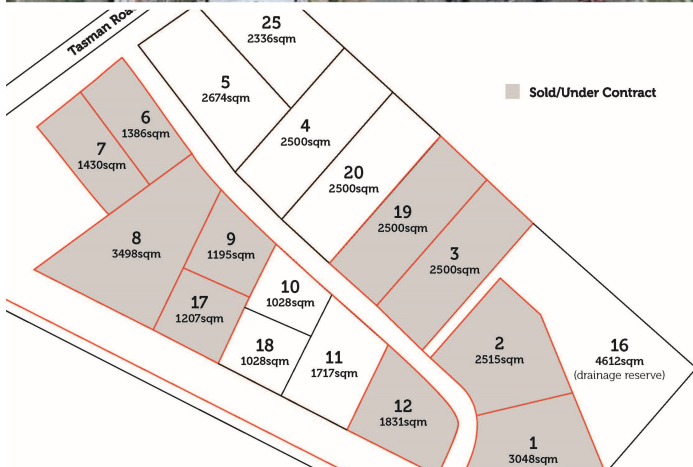 Tasman Road
25
2336sqm
5
2674sqm
Sold/Under Contract
6
1386sqm
4
2500sqm
7
1430sqm
20
2500sqm
19
2500sqm
8
3498sqm
9
1195sqm
3
2500sqm
10
1028sqm
17
1207sqm
18
1028sqm
11
1717sqm
2
2515sqm
16
4612sqm
(drainage reserve)
12
1831sqm
1
3048sqm